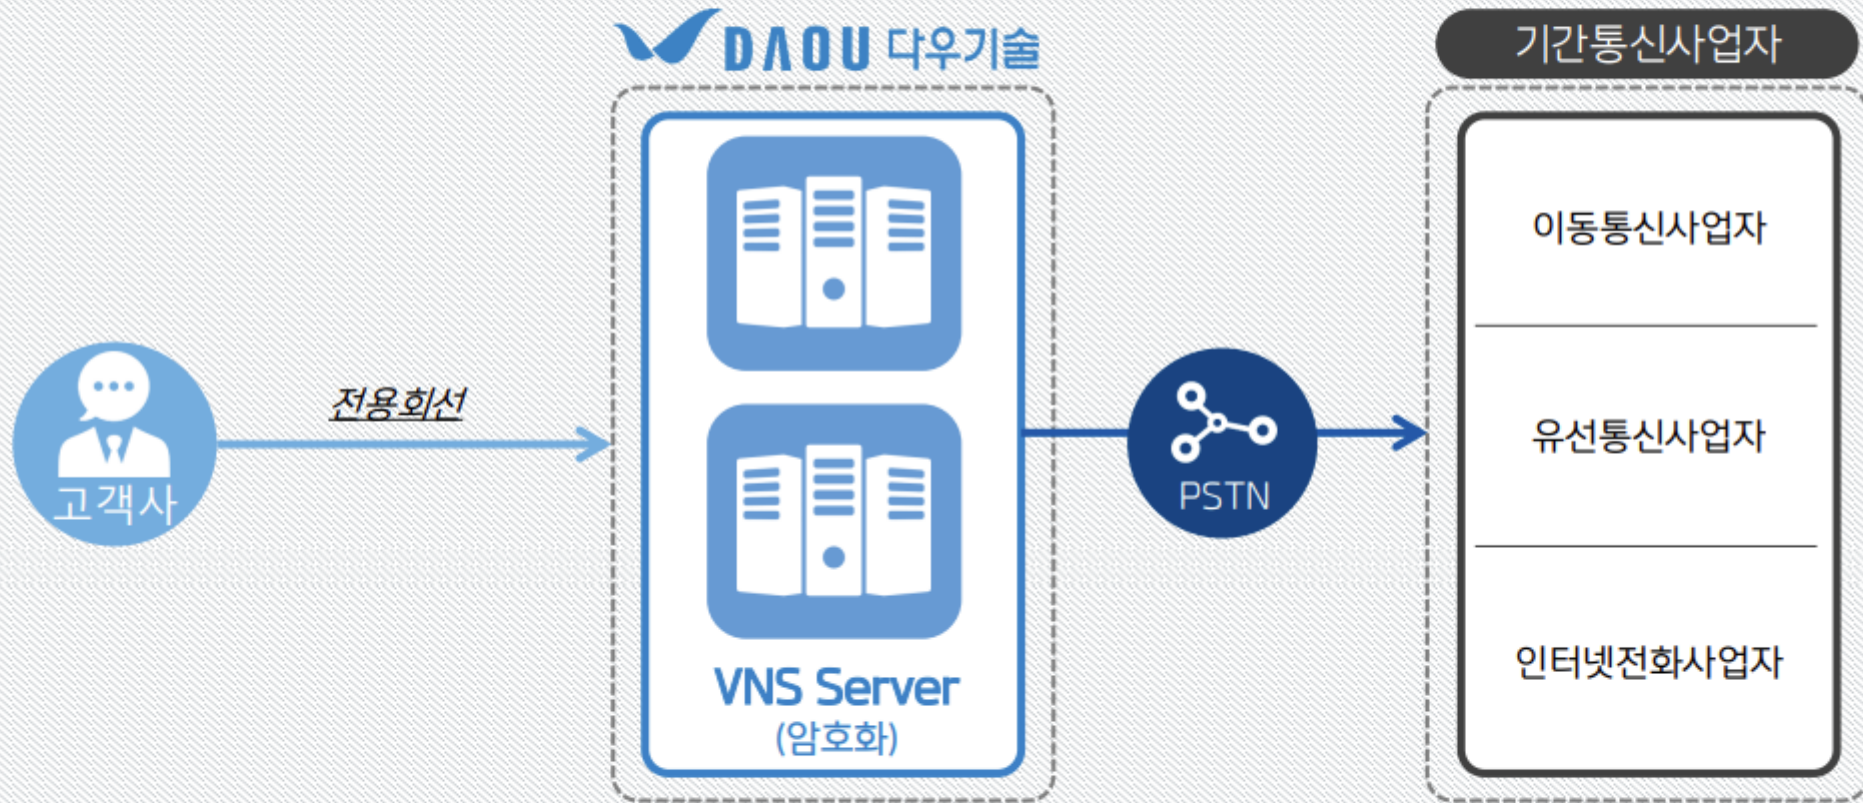 DAOU 다우기술
기간통신사업자
이동통신사업자
전용회선
유선통신사업자
고객사
PSTN
인터넷전화사업자
VNS Server
(암호화)